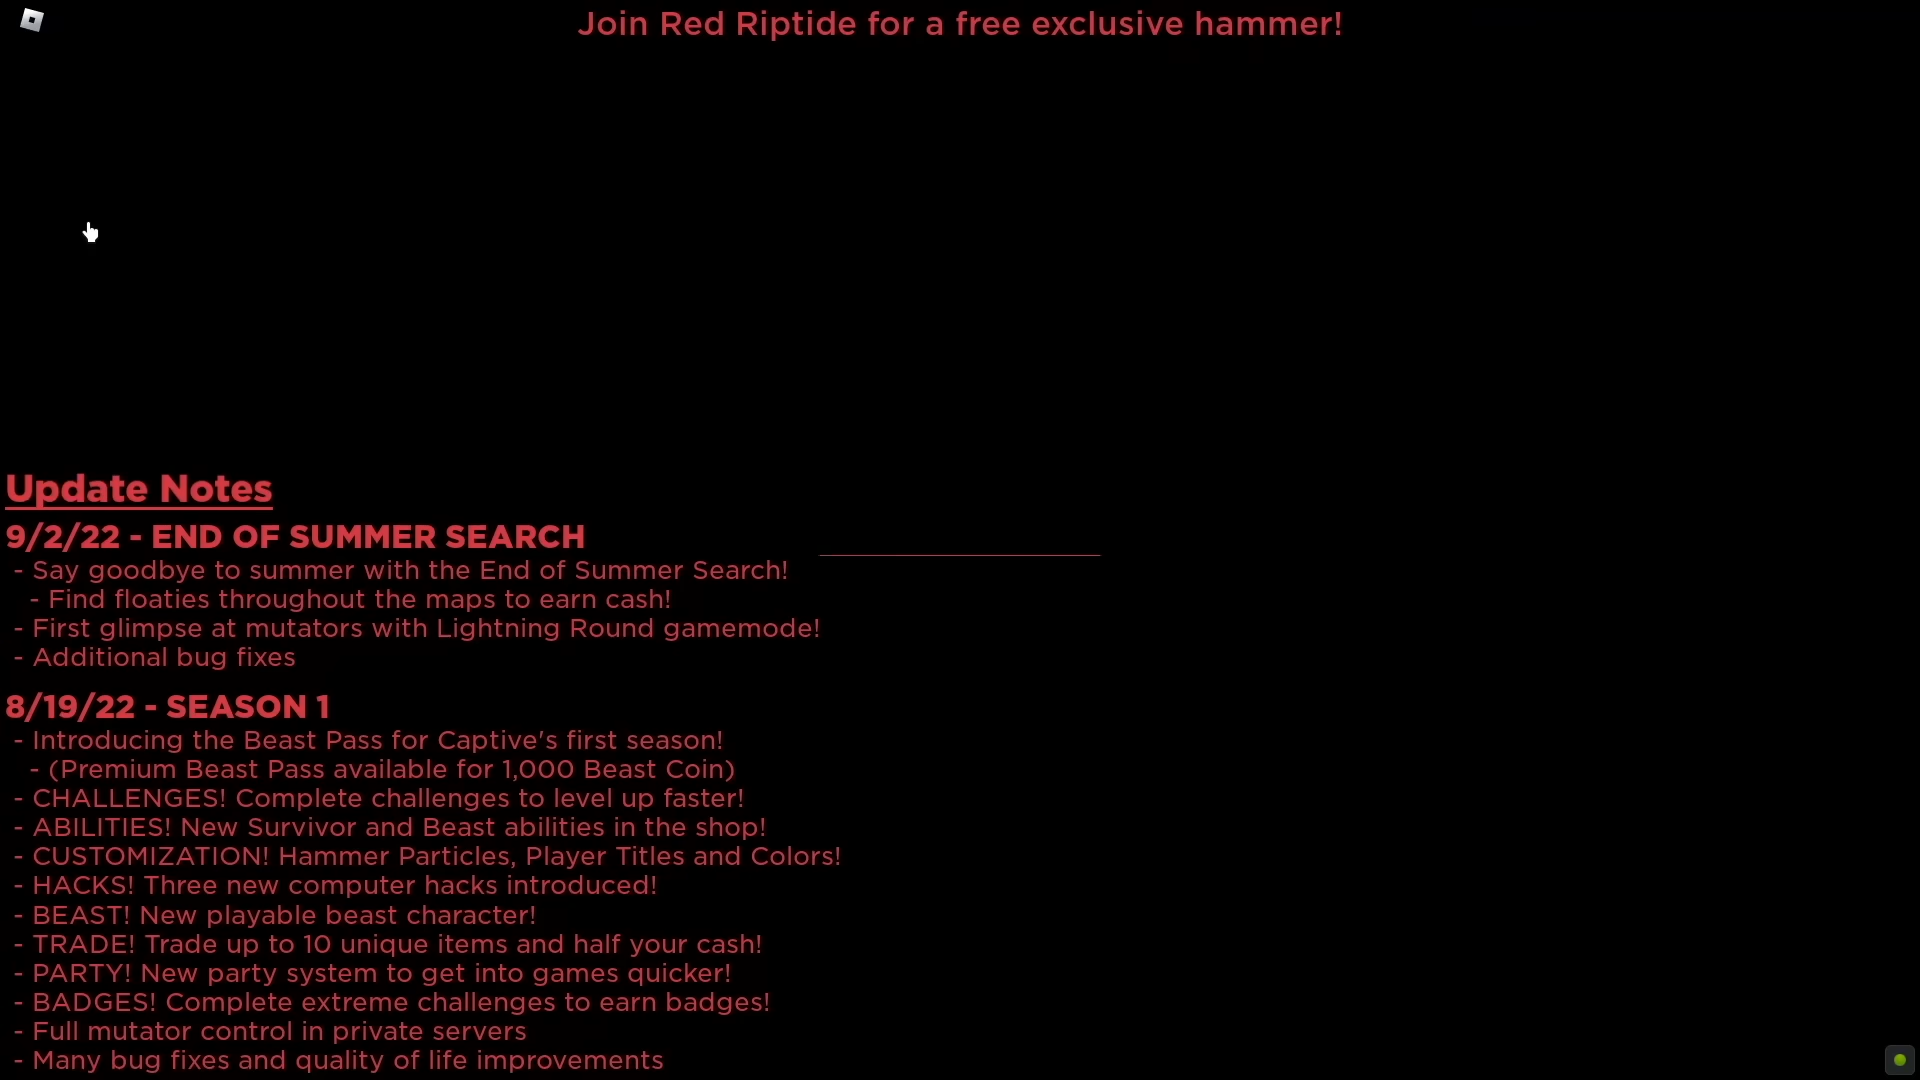 Join Red Riptide for a free exclusive hammer!
Update Notes
9/2/22 - END OF SUMMER SEARCH
- Say goodbye to summer with the End of Summer Search!
- Find floaties throughout the maps to earn cash!
- First glimpse at mutators with Lightning Round gamemode!
- Additional bug fixes
8/19/22 - SEASON 1
- Introducing the Beast Pass for Captive's first season!
- (Premium Beast Pass available for 1,000 Beast Coin)
- CHALLENGES! Complete challenges to level up faster!
- ABILITIES! New Survivor and Beast abilities in the shop!
- CUSTOMIZATION! Hammer Particles, Player Titles and Colors!
- HACKS! Three new computer hacks introduced!
- BEAST! New playable beast character!
- TRADE! Trade up to 10 unique items and half your cash!
- PARTY! New party system to get into games quicker!
- BADGES! Complete extreme challenges to earn badges!
- Full mutator control in private servers
- Many bug fixes and quality of life improvements